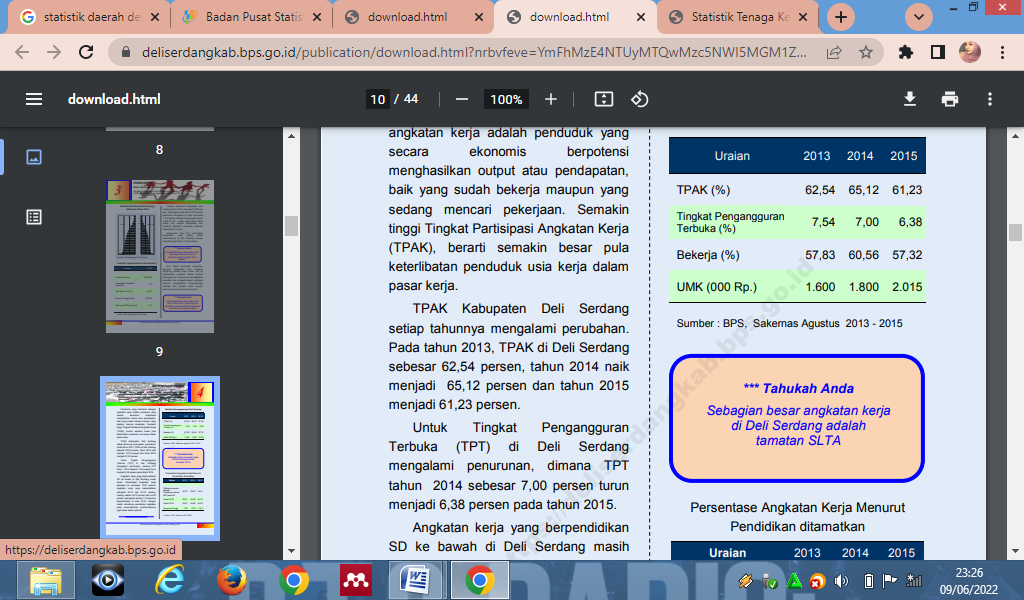 statistik daerah de
Badan Pusat Statis
download.html
download.html
Statistik Tenaga Ke
deliserdangkab.bps.go.id/publication/download.html?nrbvfeve=YmFhMzE4NTUyMTQwMzc5NWI5MGM1Z...
download.html
10 / 44
100%
8
3
9
4
angkatan kerja adalah penduduk yang
secara ekonomis berpotensi
menghasilkan output atau pendapatan,
baik yang sudah bekerja maupun yang
sedang mencari pekerjaan. Semakin
tinggi Tingkat Partisipasi Angkatan Kerja
(TPAK), berarti semakin besar pula
keterlibatan penduduk usia kerja dalam
pasar kerja.
TPAK Kabupaten Deli Serdang
setiap tahunnya mengalami perubahan.
Pada tahun 2013, TPAK di Deli Serdang
sebesar 62,54 persen, tahun 2014 naik
menjadi 65,12 persen dan tahun 2015
menjadi 61,23 persen.
Untuk Tingkat Pengangguran
Terbuka (TPT) di Deli Serdang
mengalami penurunan, dimana TPT
tahun 2014 sebesar 7,00 persen turun
menjadi 6,38 persen pada tahun 2015.
Angkatan kerja yang berpendidikan
SD ke bawah di Deli Serdang masih
Uraian 2013 2014 2015
TPAK (%) 62,54 65,12 61,23
Tingkat Pengangguran
Terbuka (%) 7,54 7,00 6,38
Bekerja (%) 57,83 60,56 57,32
UMK (000 Rp.) 1.600 1.800 2.015
Sumber : BPS, Sakernas Agustus 2013 - 2015
*** Tahukah Anda
Sebagian besar angkatan kerja
di Deli Serdang adalah
tamatan SLTA
Persentase Angkatan Kerja Menurut
Pendidikan ditamatkan
Uraian 2013 2014 2015
https://deliserdangkab.bps.go.id
23:26
09/06/2022